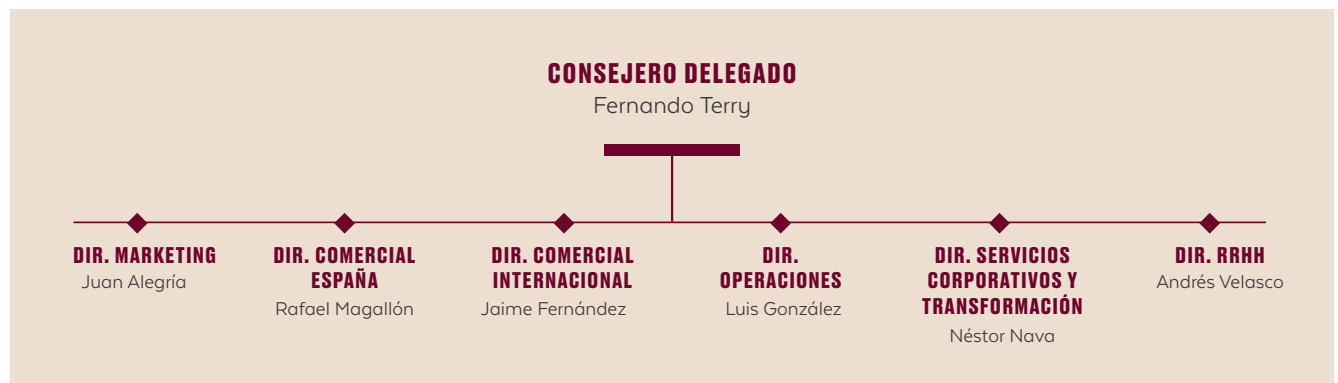 CONSEJERO DELEGADO
Fernando Terry
DIR. MARKETING
Juan Alegría
DIR. COMERCIAL
ESPAÑA
Rafael Magallón
DIR. COMERCIAL
INTERNACIONAL
Jaime Fernández
DIR.
OPERACIONES
Luis González
DIR. SERVICIOS
CORPORATIVOS Y
TRANSFORMACIÓN
Néstor Nava
DIR. RRHH
Andrés Velasco